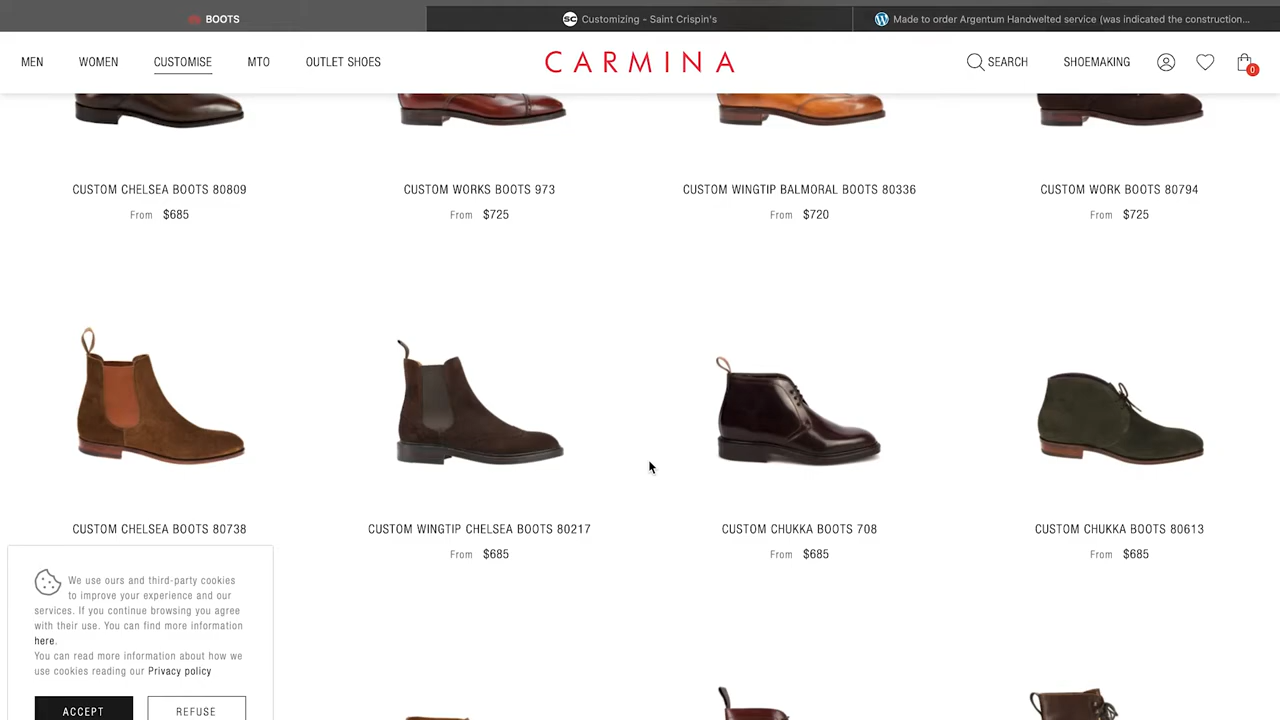 BOOTS
Customizing - Saint Crispin's
Made to order Argentum Handwelted service (was indicated the construction...
MEN WOMEN CUSTOMISE MTO OUTLET SHOES
CARMINA
SEARCH SHOEMAKING 0
CUSTOM CHELSEA BOOTS 80809
From $685
CUSTOM WORKS BOOTS 973
From $725
CUSTOM WINGTIP BALMORAL BOOTS 80336
From $720
CUSTOM WORK BOOTS 80794
From $725
CUSTOM CHELSEA BOOTS 80738
CUSTOM WINGTIP CHELSEA BOOTS 80217
From $685
CUSTOM CHUKKA BOOTS 708
From $685
CUSTOM CHUKKA BOOTS 80613
From $685
We use ours and third-party cookies
to improve your experience and our
services. If you continue browsing you agree
with their use. You can find more information
here.
You can read more information about how we
use cookies reading our Privacy policy
ACCEPT REFUSE